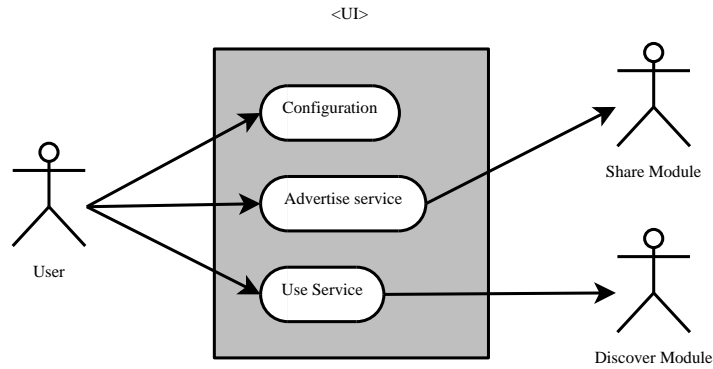 <UI>
Configuration
Advertise service
Use Service
User
Share Module
Discover Module